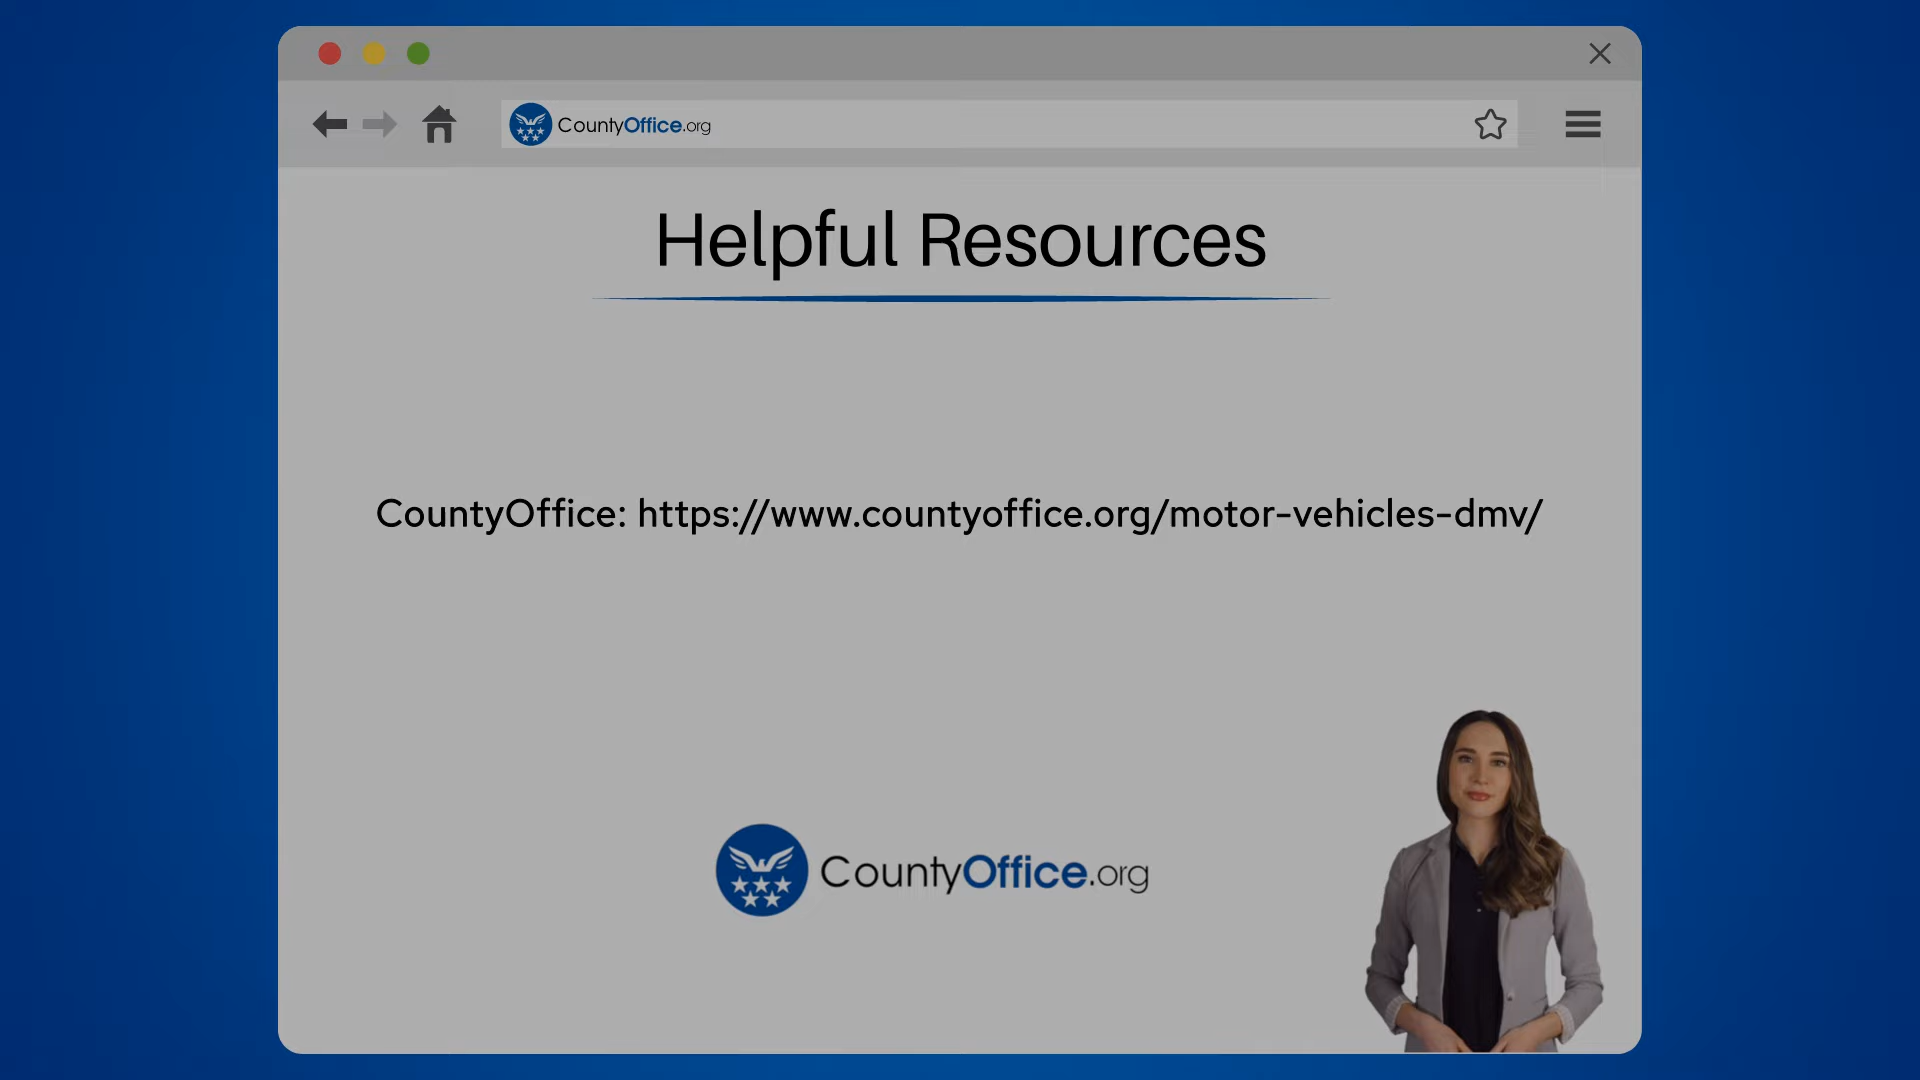 CountyOffice.org
Helpful Resources
CountyOffice: https://www.countyoffice.org/motor-vehicles-dmv/
CountyOffice.org